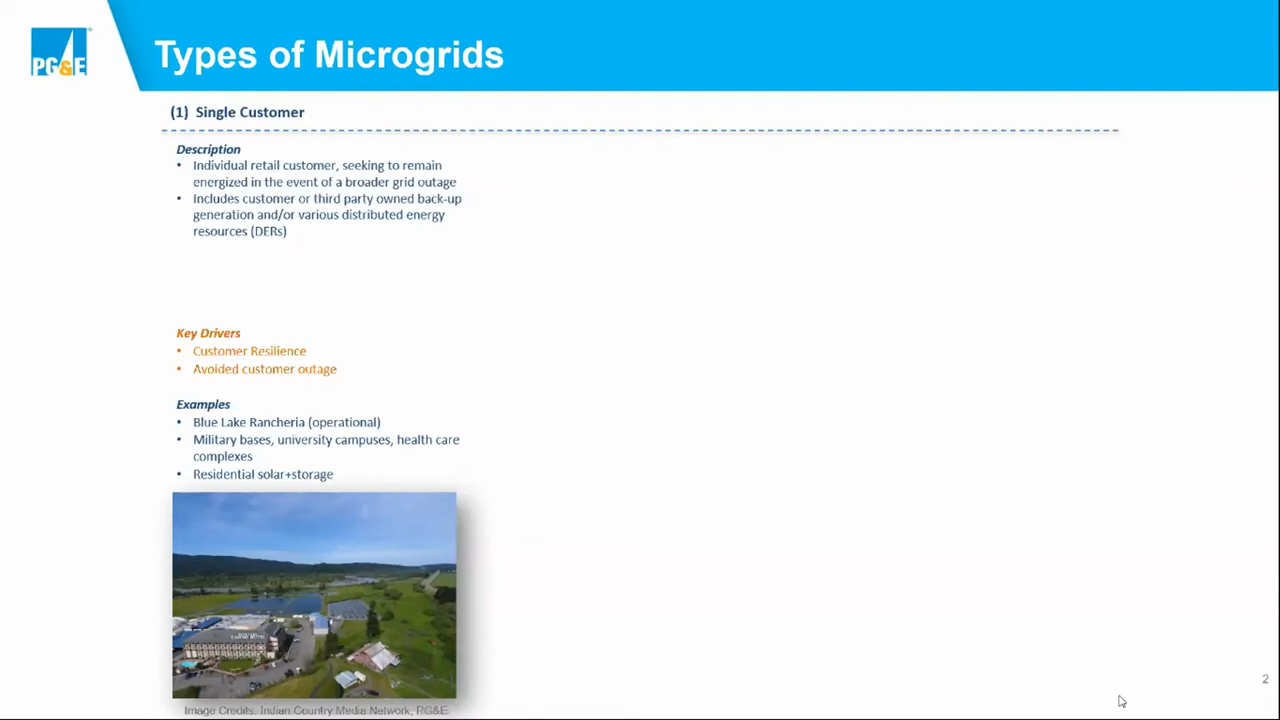 PG&E
Types of Microgrids
(1) Single Customer
Description
• Individual retail customer, seeking to remain
energized in the event of a broader grid outage
• Includes customer or third party owned back-up
generation and/or various distributed energy
resources (DERs)
Key Drivers
• Customer Resilience
• Avoided customer outage
Examples
• Blue Lake Rancheria (operational)
• Military bases, university campuses, health care
complexes
• Residential solar+storage
Image Credits. Indian Country Media Network, PG&E
2